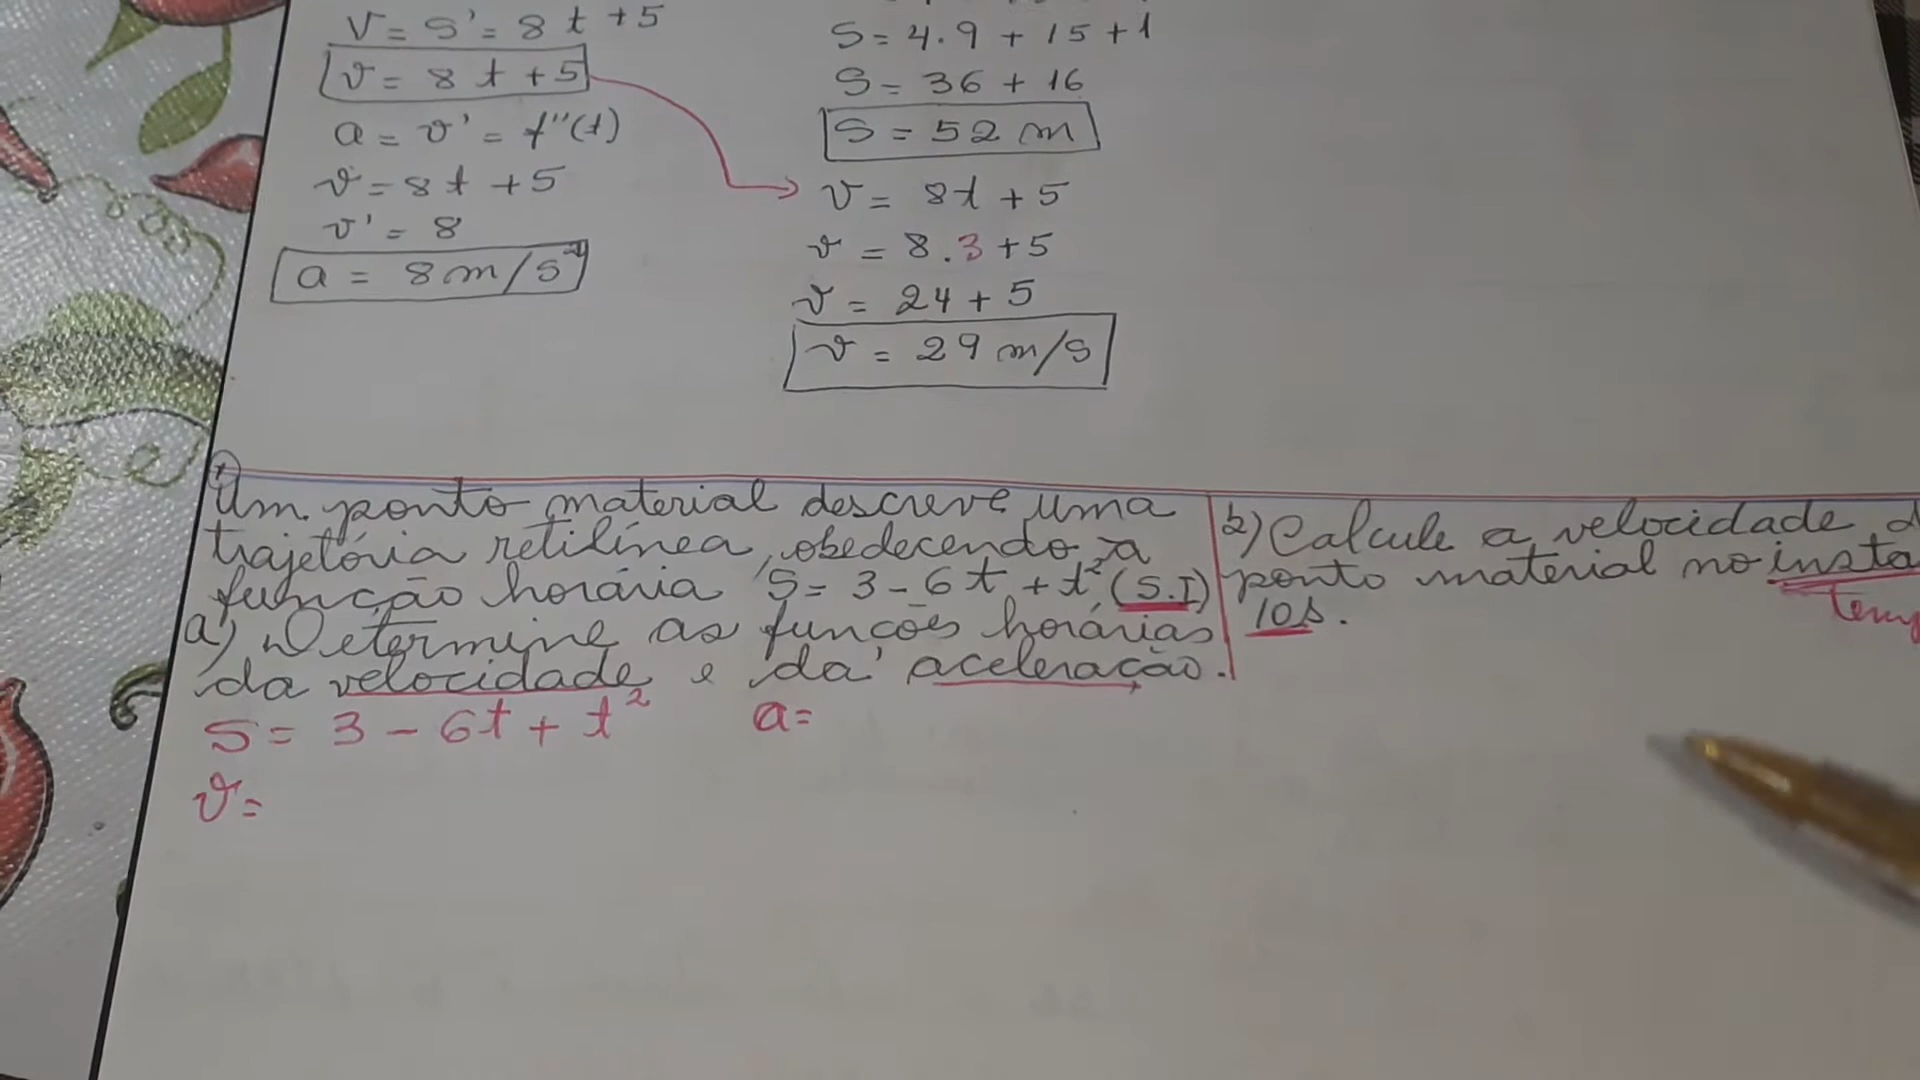 V = S' = 8t + 5
v = 8t + 5
a = v' = f''(t)
v = 8t + 5
v' = 8
a = 8 m/s²
S = 4.9 + 15 + 1
S = 36 + 16
S = 52 m
v = 8t + 5
v = 8.3 + 5
v = 24 + 5
v = 29 m/s
Um ponto material descreve uma
trajetória retilínea, obedecendo a
função horária S = 3 - 6t + t² (S.I)
a) Determine as funcões horárias
da velocidade e da aceleração.
S = 3 - 6t + t²
v =
a =
b) Calcule a velocidade d
ponto material no insta
10s.
temp